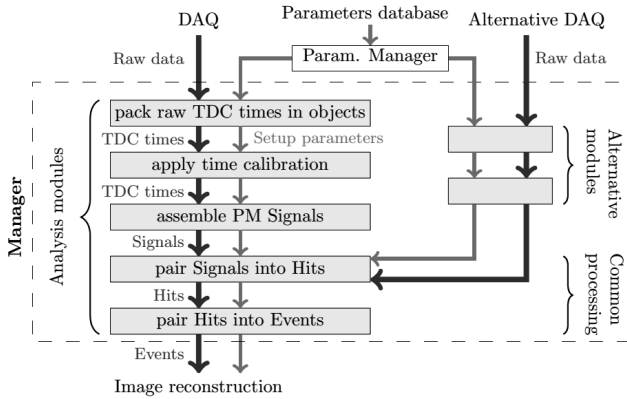 Parameters database
DAQ
Alternative DAQ
Raw data
Param. Manager
Raw data
pack raw TDC times in objects
TDC times
Setup parameters
apply time calibration
TDC times
assemble PM Signals
Signals
pair Signals into Hits
Hits
pair Hits into Events
Events
Image reconstruction
Manager
Analysis modules
Alternative
modules
Common
processing